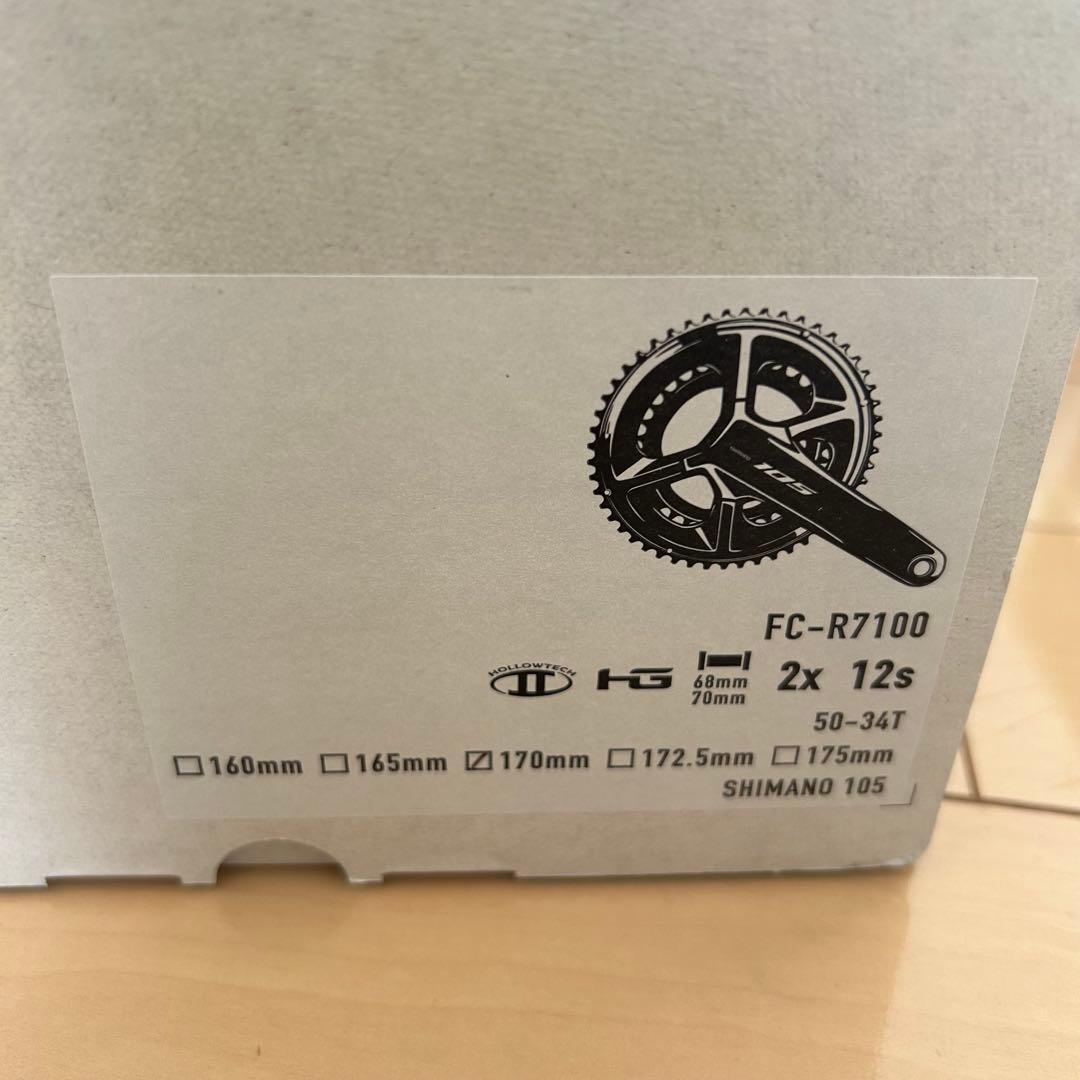 105
FC-R7100
HOLLOWTECH II HG 68mm 70mm 2x 12s
50-34T
☐160mm ☐165mm ☑170mm ☐172.5mm ☐175mm
SHIMANO 105